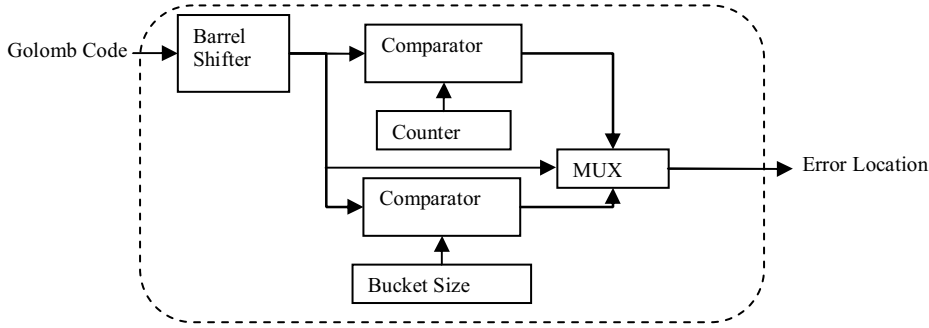 Golomb Code
Barrel
Shifter
Comparator
Counter
MUX
Error Location
Comparator
Bucket Size